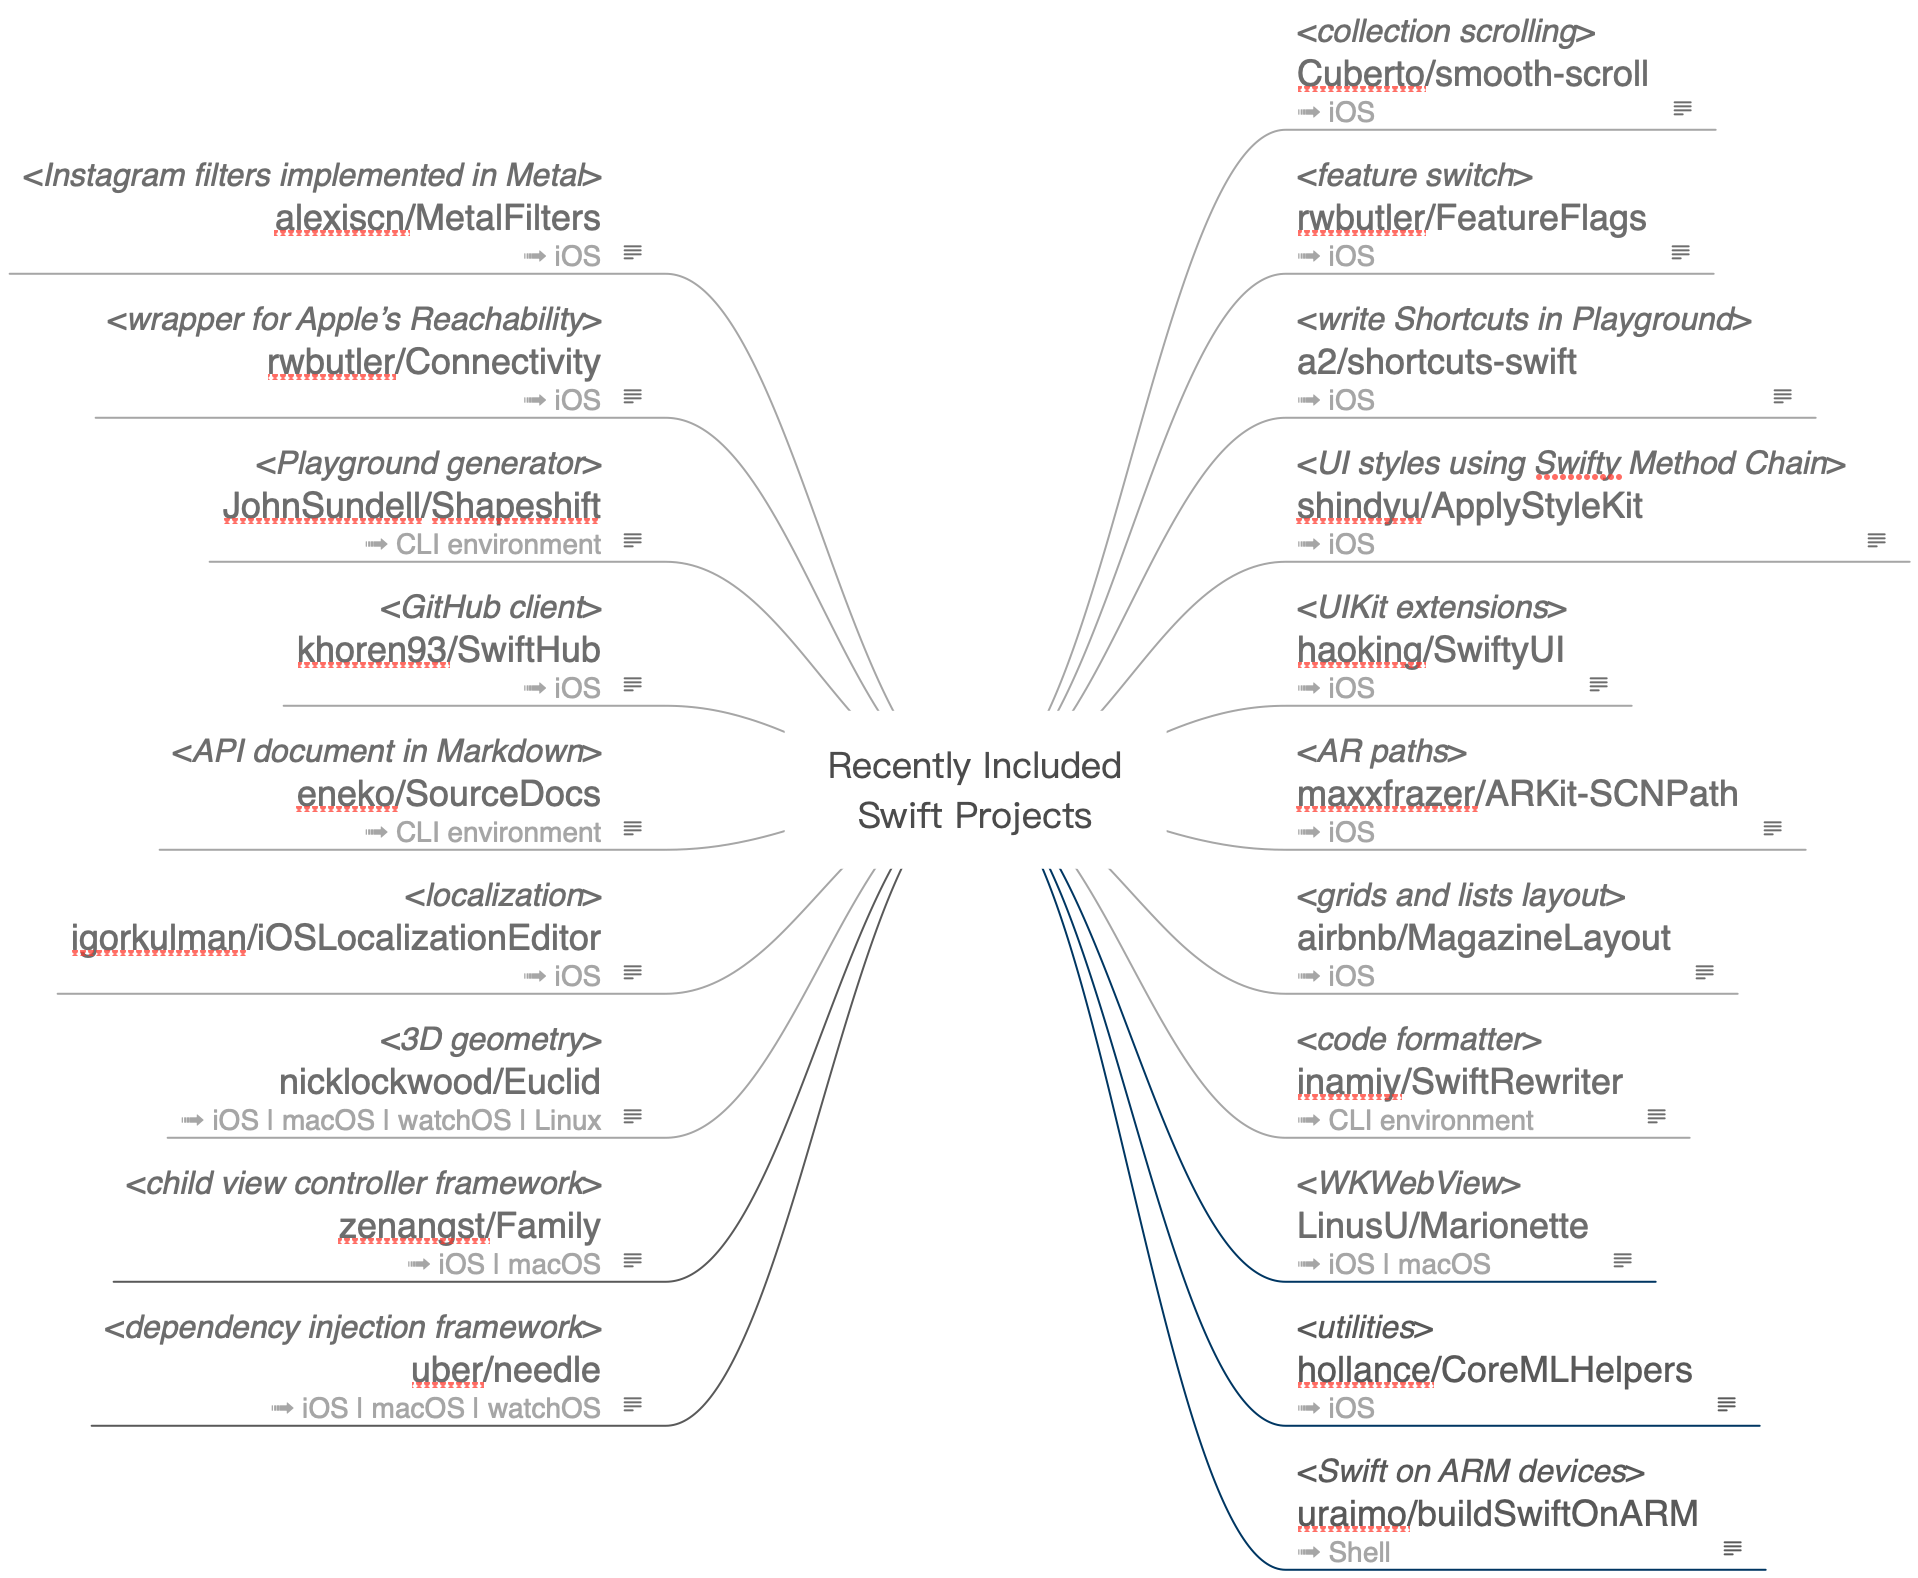 <collection scrolling>
Cuberto/smooth-scroll
➟ iOS
<feature switch>
rwbutler/FeatureFlags
➟ iOS
<write Shortcuts in Playground>
a2/shortcuts-swift
➟ iOS
<UI styles using Swifty Method Chain>
shindyu/ApplyStyleKit
➟ iOS
<UIKit extensions>
haoking/SwiftyUI
➟ iOS
<AR paths>
maxxfrazer/ARKit-SCNPath
➟ iOS
<grids and lists layout>
airbnb/MagazineLayout
➟ iOS
<code formatter>
inamiy/SwiftRewriter
➟ CLI environment
<WKWebView>
LinusU/Marionette
➟ iOS | macOS
<utilities>
hollance/CoreMLHelpers
➟ iOS
<Swift on ARM devices>
uraimo/buildSwiftOnARM
➟ Shell
Recently Included
Swift Projects
<Instagram filters implemented in Metal>
alexiscn/MetalFilters
➟ iOS
<wrapper for Apple’s Reachability>
rwbutler/Connectivity
➟ iOS
<Playground generator>
JohnSundell/Shapeshift
➟ CLI environment
<GitHub client>
khoren93/SwiftHub
➟ iOS
<API document in Markdown>
eneko/SourceDocs
➟ CLI environment
<localization>
igorkulman/iOSLocalizationEditor
➟ iOS
<3D geometry>
nicklockwood/Euclid
➟ iOS | macOS | watchOS | Linux
<child view controller framework>
zenangst/Family
➟ iOS | macOS
<dependency injection framework>
uber/needle
➟ iOS | macOS | watchOS